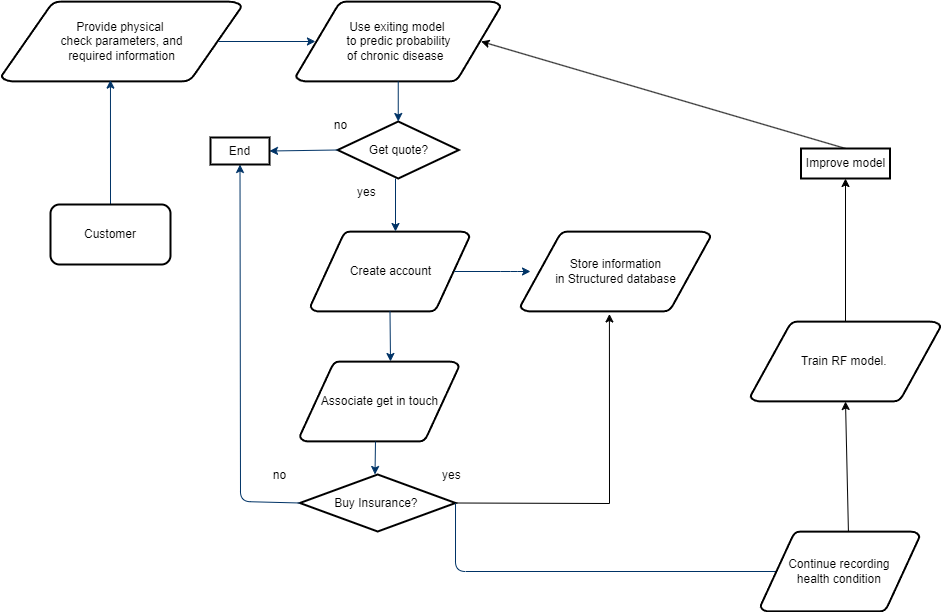 Provide physical
check parameters, and
required information
Use exiting model
to predic probability
of chronic disease
no
End
Get quote?
Improve model
yes
Customer
Create account
Store information
in Structured database
Train RF model.
Associate get in touch
no
yes
Buy Insurance?
Continue recording
health condition